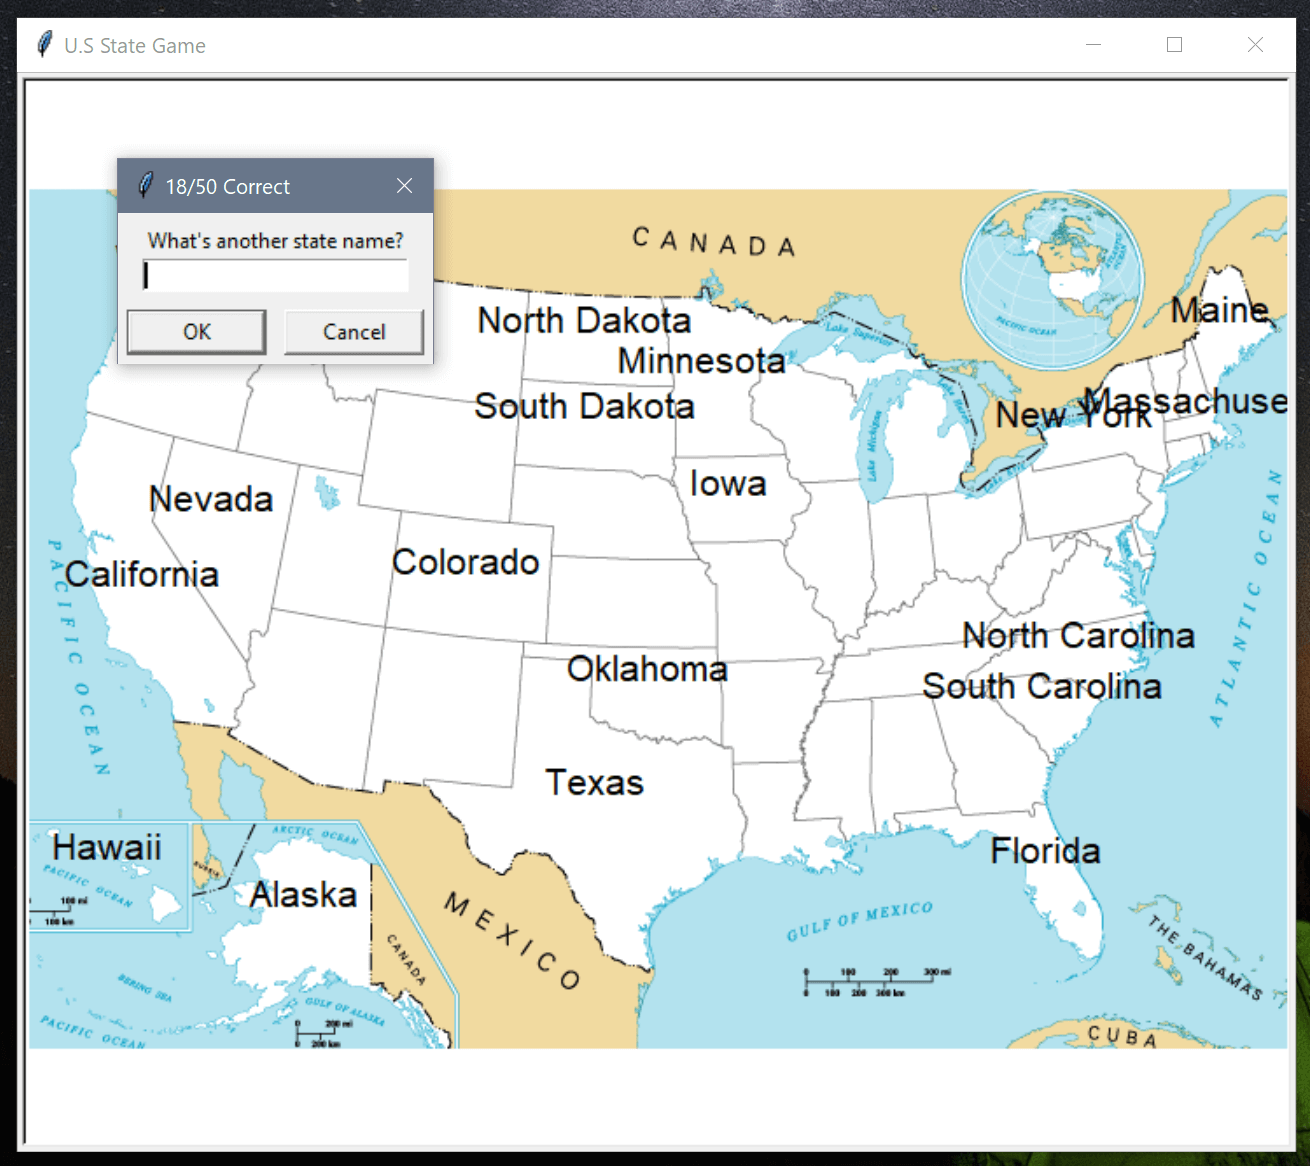 U.S State Game
18/50 Correct
What's another state name?
OK
Cancel
CANADA
Maine
North Dakota
Lake Superior
Minnesota
PACIFIC OCEAN
ATLANTIC OCEAN
South Dakota
Massachuse
New York
Lake Michigan
Lake Huron
Lake Erie
Iowa
Nevada
Colorado
California
PACIFIC OCEAN
ATLANTIC OCEAN
North Carolina
South Carolina
Oklahoma
Texas
Hawaii
PACIFIC OCEAN
100 mi
100 km
RUSSIA
ARCTIC OCEAN
Alaska
CANADA
MEXICO
Florida
GULF OF MEXICO
0 100 200 300 mi
0 100 200 300 km
THE BAHAMAS
BERING SEA
GULF OF ALASKA
PACIFIC OCEAN
0 200 mi
0 200 km
CUBA